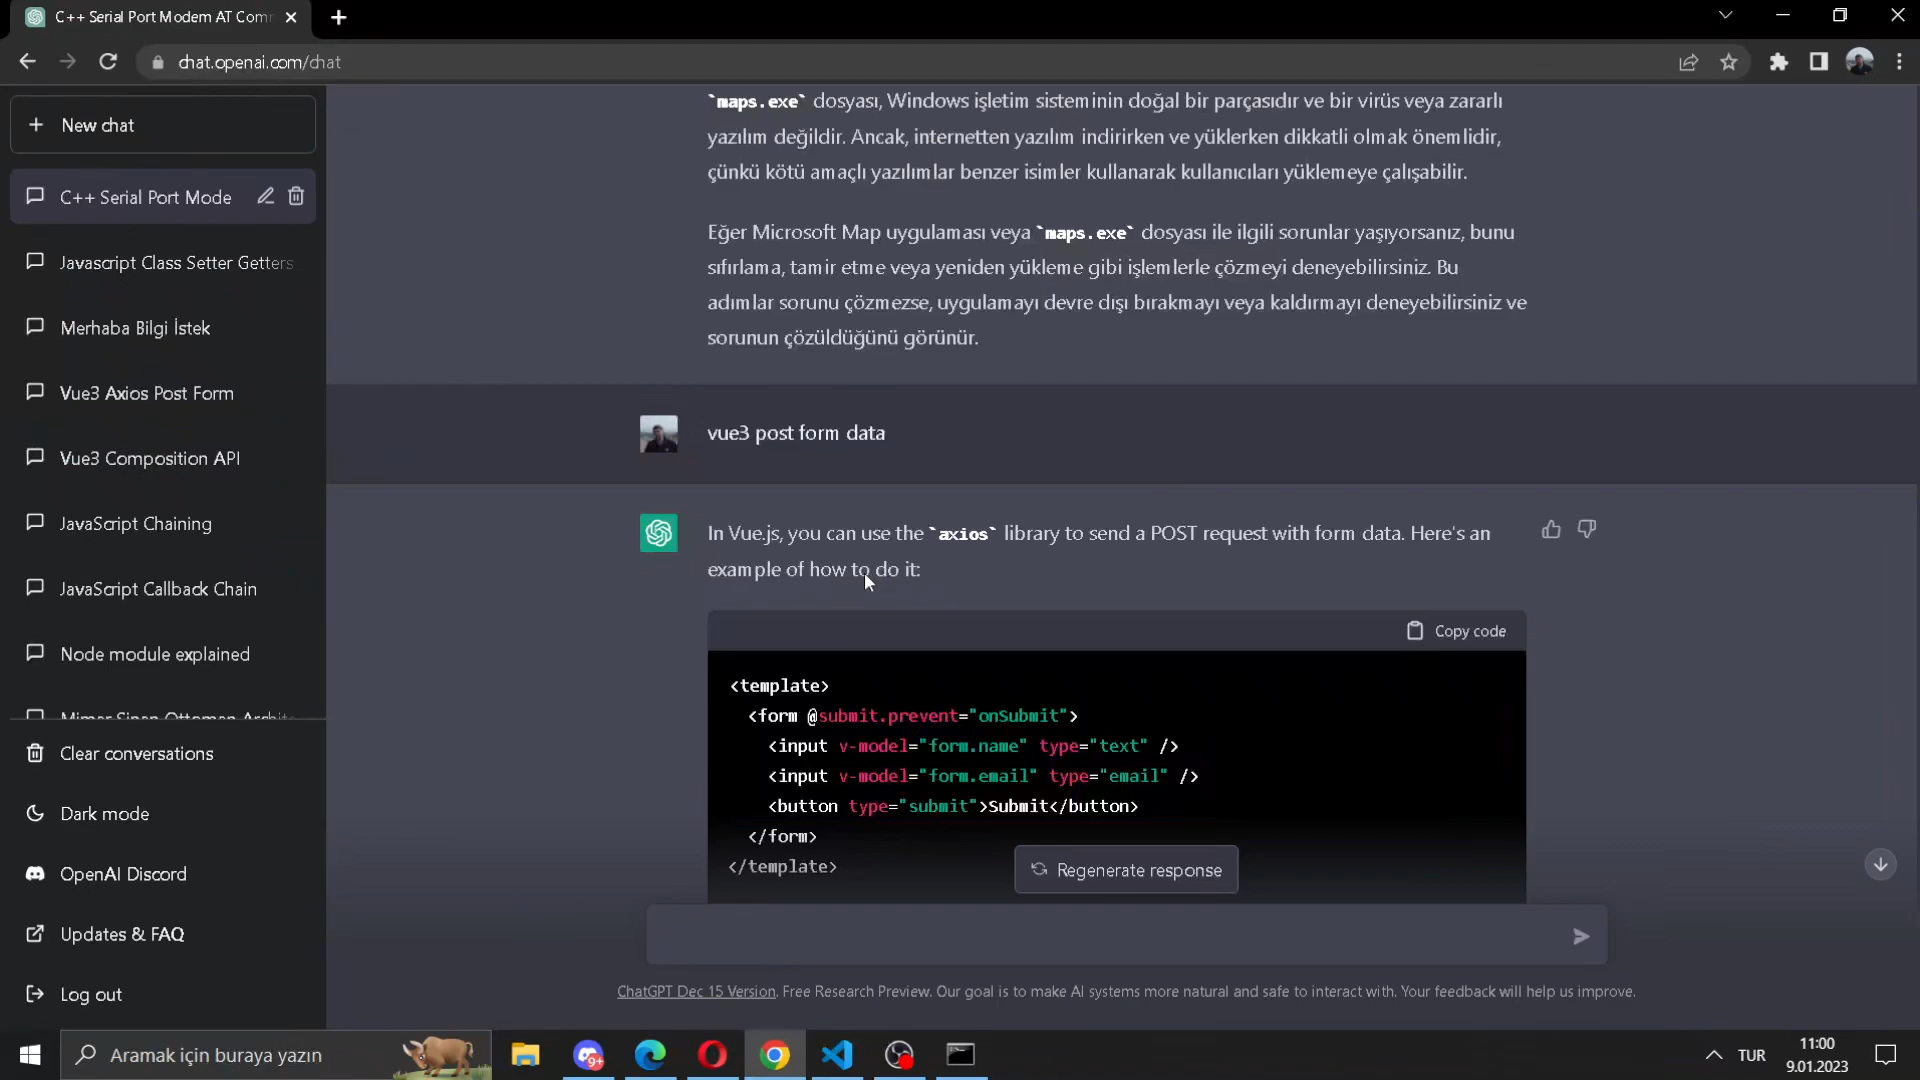 C++ Serial Port Modem AT Com
chat.openai.com/chat
New chat
C++ Serial Port Mode
Javascript Class Setter Getters
Merhaba Bilgi İstek
Vue3 Axios Post Form
Vue3 Composition API
JavaScript Chaining
JavaScript Callback Chain
Node module explained
Mimar Sinan Ottoman
Clear conversations
Dark mode
OpenAI Discord
Updates & FAQ
Log out
`maps.exe` dosyası, Windows işletim sisteminin doğal bir parçasıdır ve bir virüs veya zararlı
yazılım değildir. Ancak, internetten yazılım indirirken ve yüklerken dikkatli olmak önemlidir,
çünkü kötü amaçlı yazılımlar benzer isimler kullanarak kullanıcıları yüklemeye çalışabilir.
Eğer Microsoft Map uygulaması veya `maps.exe` dosyası ile ilgili sorunlar yaşıyorsanız, bunu
sıfırlama, tamir etme veya yeniden yükleme gibi işlemlerle çözmeyi deneyebilirsiniz. Bu
adımlar sorunu çözmezse, uygulamayı devre dışı bırakmayı veya kaldırmayı deneyebilirsiniz ve
sorunun çözüldüğünü görünür.
vue3 post form data
In Vue.js, you can use the `axios` library to send a POST request with form data. Here's an
example of how to do it:
Copy code
<template>
<form @submit.prevent="onSubmit">
<input v-model="form.name" type="text" />
<input v-model="form.email" type="email" />
<button type="submit">Submit</button>
</form>
</template>
Regenerate response
ChatGPT Dec 15 Version. Free Research Preview. Our goal is to make AI systems more natural and safe to interact with. Your feedback will help us improve.
Aramak için buraya yazın
9+
TUR
11:00
9.01.2023